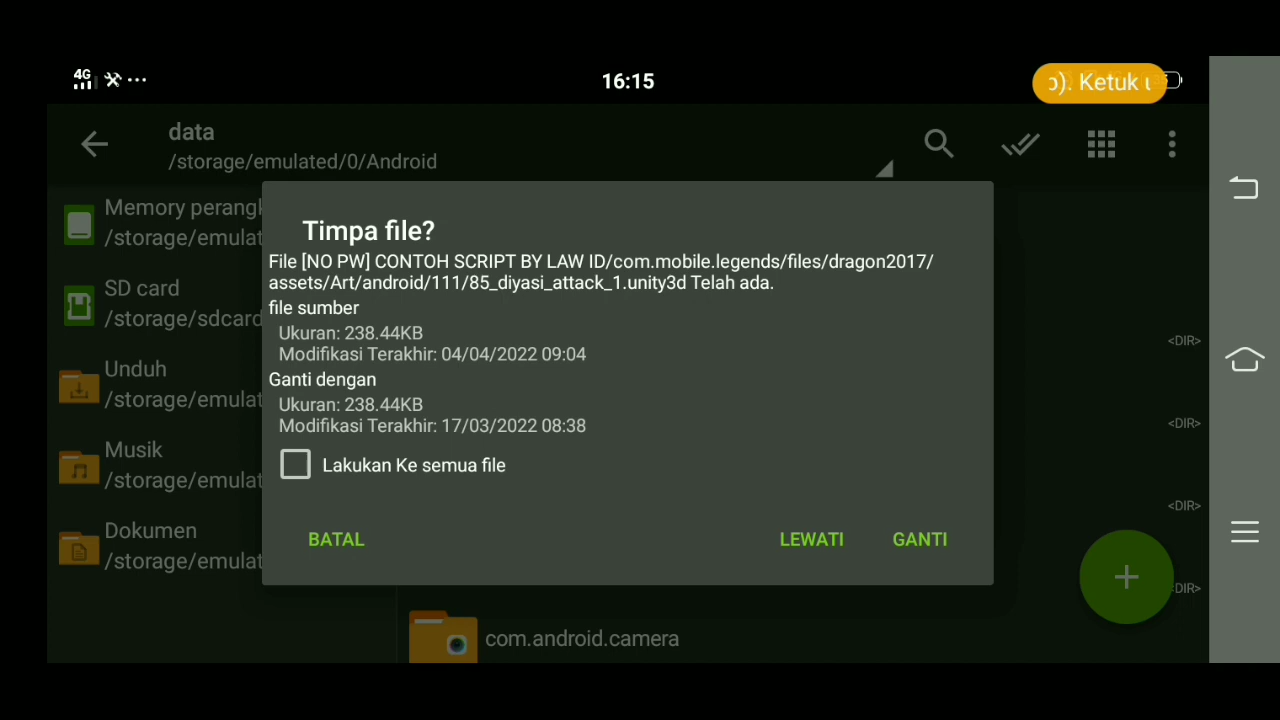 4G
16:15
ɔ). Ketuk ι
data
/storage/emulated/0/Android
Memory perangk
/storage/emulat
SD card
/storage/sdcard
Unduh
/storage/emulat
Musik
/storage/emulat
Dokumen
/storage/emulat
Timpa file?
File [NO PW] CONTOH SCRIPT BY LAW ID/com.mobile.legends/files/dragon2017/
assets/Art/android/111/85_diyasi_attack_1.unity3d Telah ada.
file sumber
Ukuran: 238.44KB
Modifikasi Terakhir: 04/04/2022 09:04
Ganti dengan
Ukuran: 238.44KB
Modifikasi Terakhir: 17/03/2022 08:38
Lakukan Ke semua file
BATAL
LEWATI
GANTI
<DIR>
<DIR>
<DIR>
<DIR>
com.android.camera